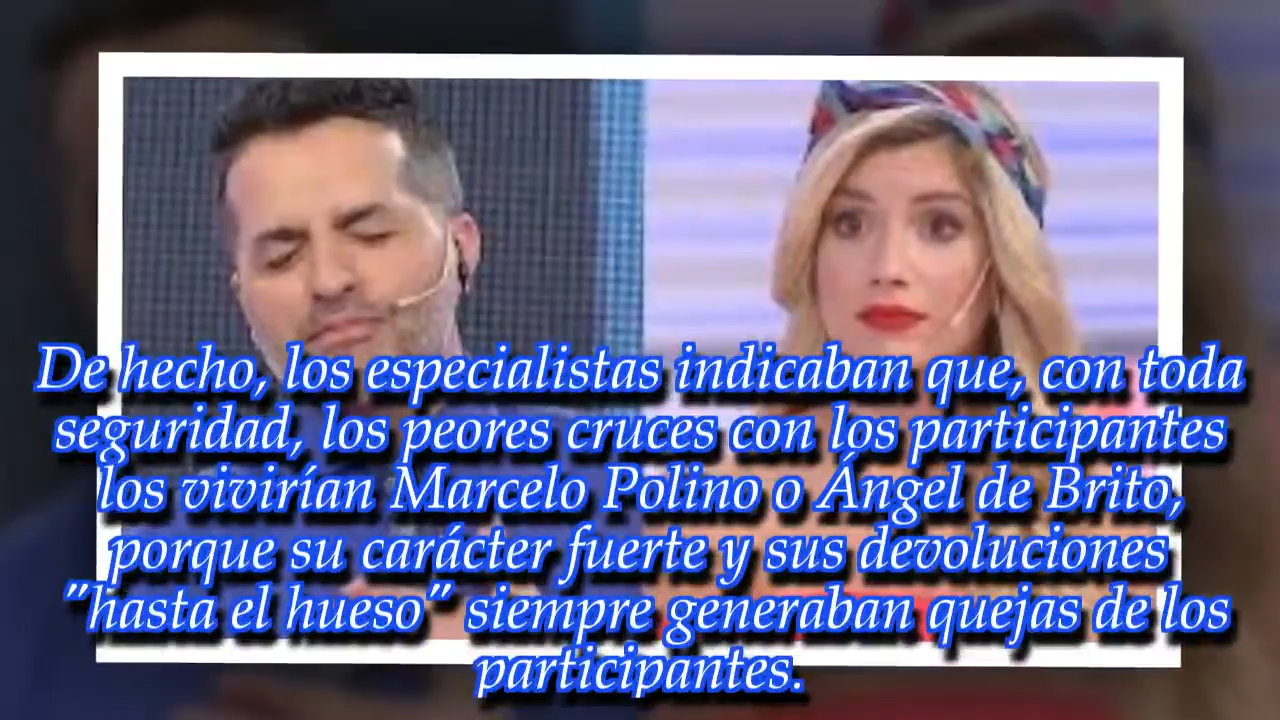 De hecho, los especialistas indicaban que, con toda
seguridad, los peores cruces con los participantes
los vivirían Marcelo Polino o Ángel de Brito,
porque su carácter fuerte y sus devoluciones
"hasta el hueso" siempre generaban quejas de los
participantes.